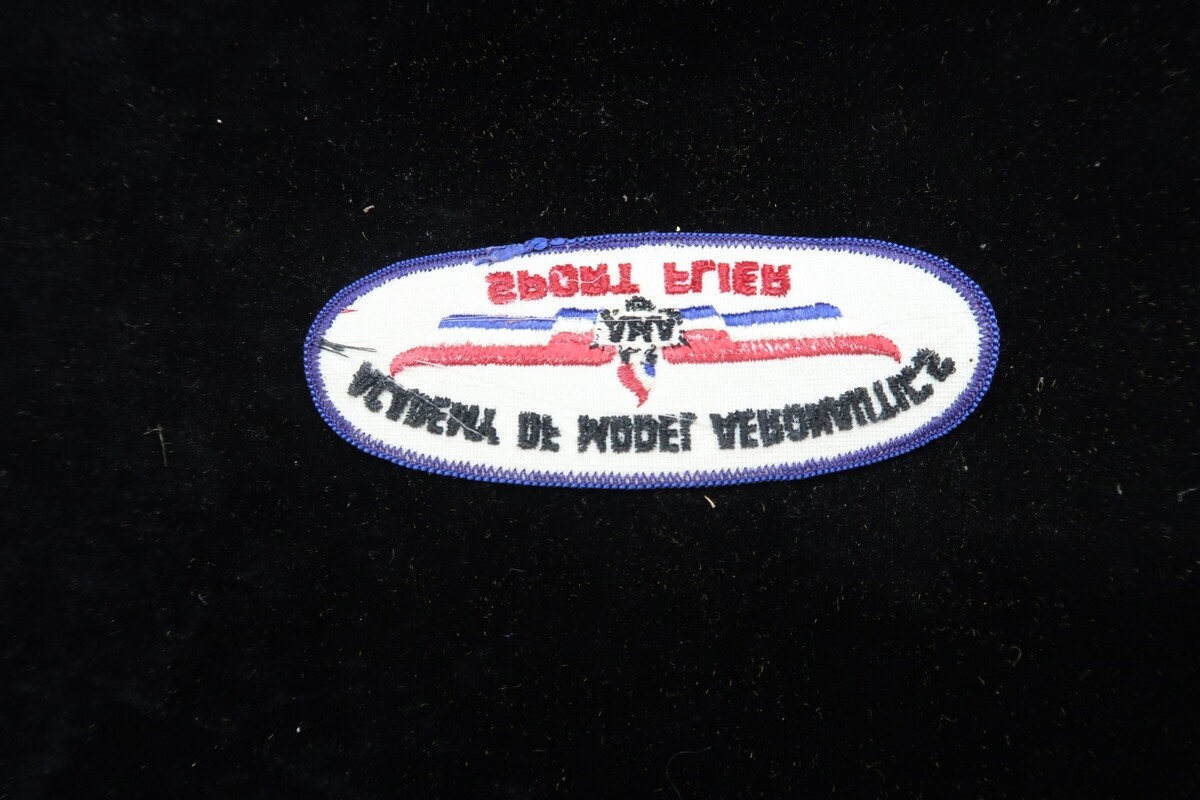 ACADEMY OF MODEL AERONAUTICS
AMA
SPORT FLIER